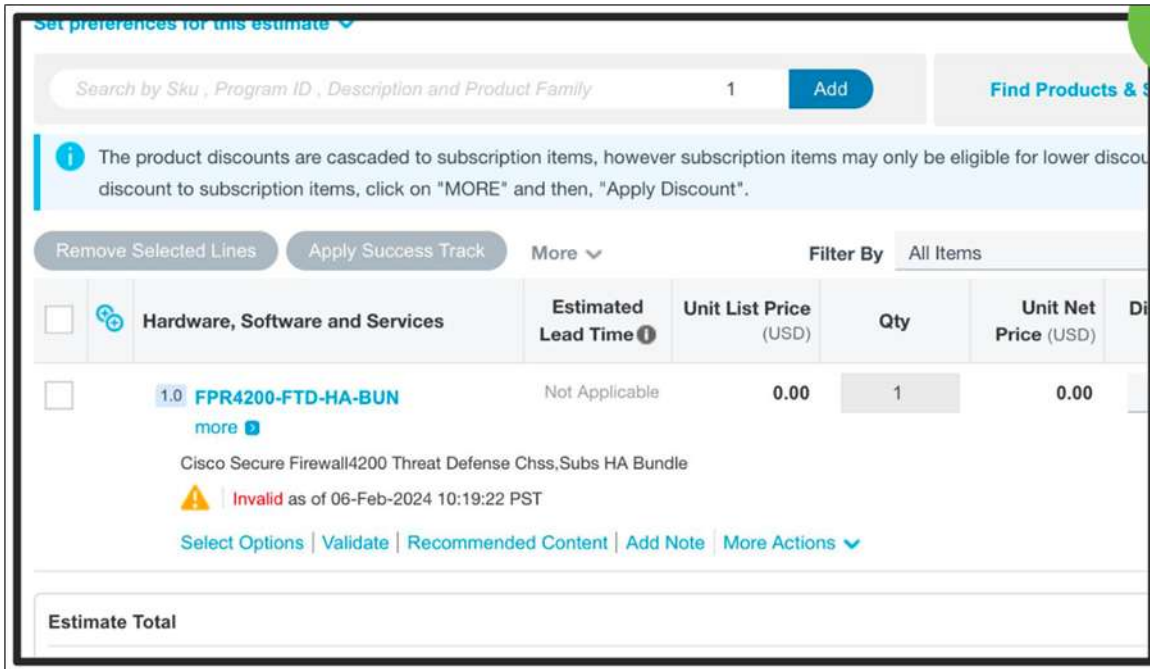 Set preferences for this estimate
Search by Sku , Program ID , Description and Product Family 1 Add Find Products &
The product discounts are cascaded to subscription items, however subscription items may only be eligible for lower
discount to subscription items, click on "MORE" and then, "Apply Discount".
Remove Selected Lines Apply Success Track More Filter By All Items
Hardware, Software and Services Estimated Lead Time Unit List Price (USD) Qty Unit Net Price (USD)
1.0 FPR4200-FTD-HA-BUN Not Applicable 0.00 1 0.00
more
Cisco Secure Firewall4200 Threat Defense Chss,Subs HA Bundle
Invalid as of 06-Feb-2024 10:19:22 PST
Select Options | Validate | Recommended Content | Add Note | More Actions
Estimate Total